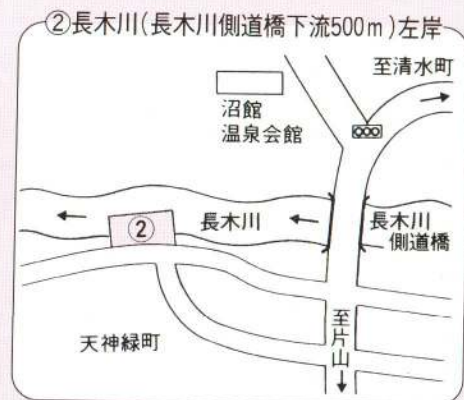 ②長木川(長木川側道橋下流500m)左岸
至清水町
沼館
温泉会館
②
長木川
長木川
側道橋
天神緑町
至片山